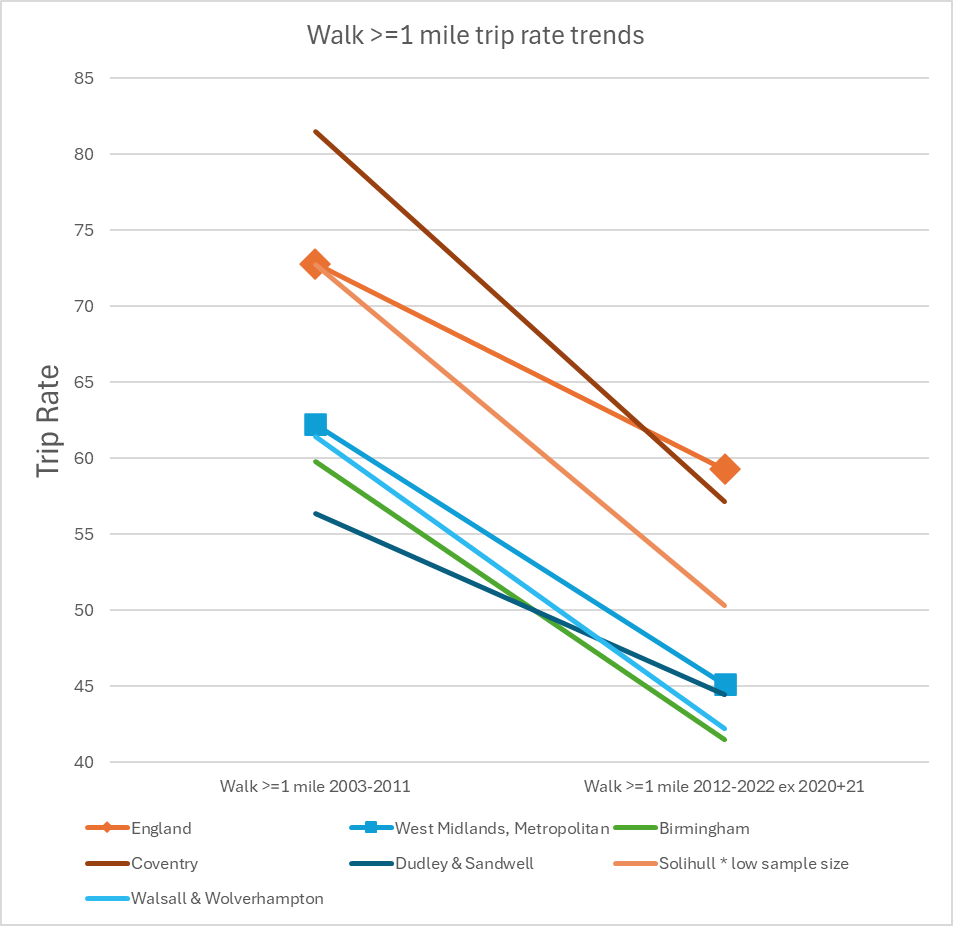 Walk >=1 mile trip rate trends
85
80
75
70
65
60
55
50
45
40
Trip Rate
Walk >=1 mile 2003-2011
Walk >=1 mile 2012-2022 ex 2020+21
England
West Midlands, Metropolitan
Birmingham
Coventry
Dudley & Sandwell
Solihull * low sample size
Walsall & Wolverhampton